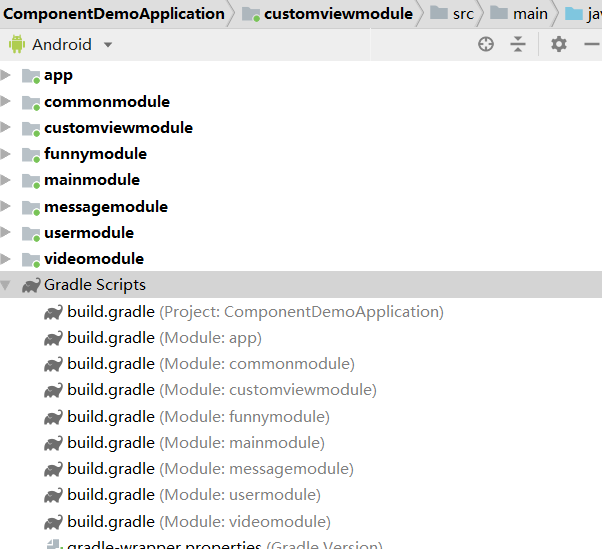 ComponentDemoApplication customviewmodule src main ja
Android
app
commonmodule
customviewmodule
funnymodule
mainmodule
messagemodule
usermodule
videomodule
Gradle Scripts
build.gradle (Project: ComponentDemoApplication)
build.gradle (Module: app)
build.gradle (Module: commonmodule)
build.gradle (Module: customviewmodule)
build.gradle (Module: funnymodule)
build.gradle (Module: mainmodule)
build.gradle (Module: messagemodule)
build.gradle (Module: usermodule)
build.gradle (Module: videomodule)
gradle-wrapper.properties (Gradle Version)